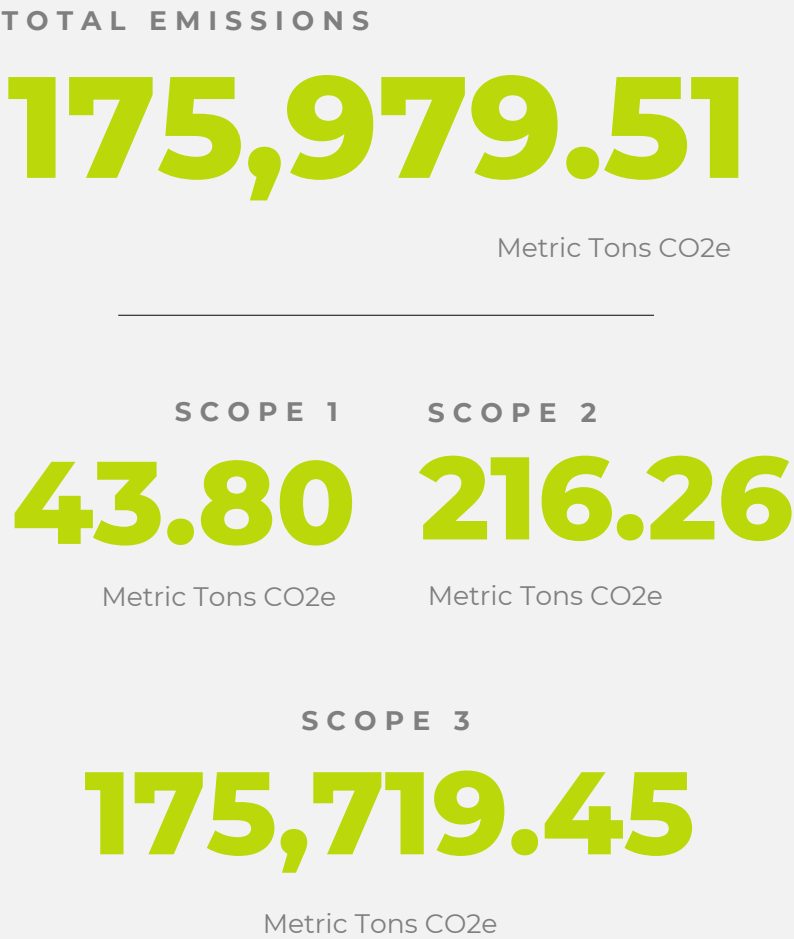 TOTAL EMISSIONS
175,979.51
Metric Tons CO2e
SCOPE 1
43.80
Metric Tons CO2e
SCOPE 2
216.26
Metric Tons CO2e
SCOPE 3
175,719.45
Metric Tons CO2e